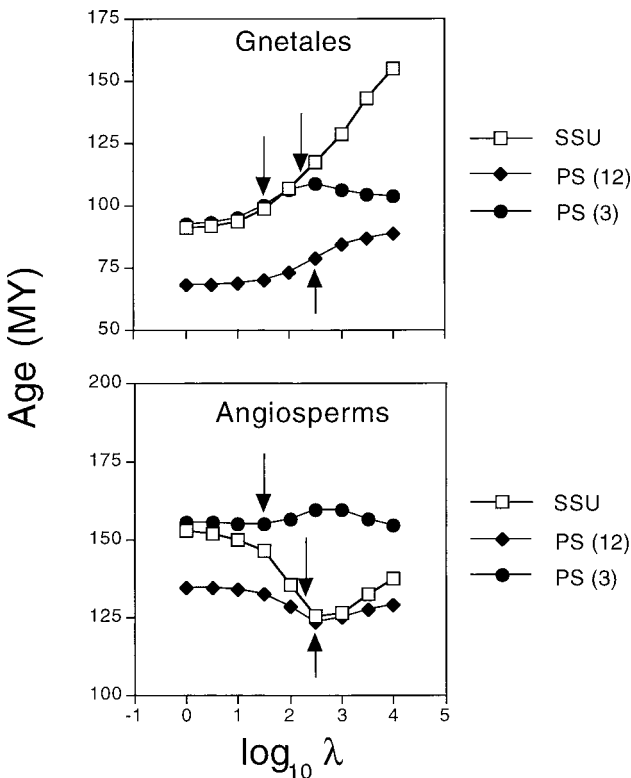 175
Gnetales
150
125
100
75
50
SSU
PS (12)
PS (3)
Age (MY)
200
Angiosperms
175
150
125
100
SSU
PS (12)
PS (3)
-1 0 1 2 3 4 5
log10 λ